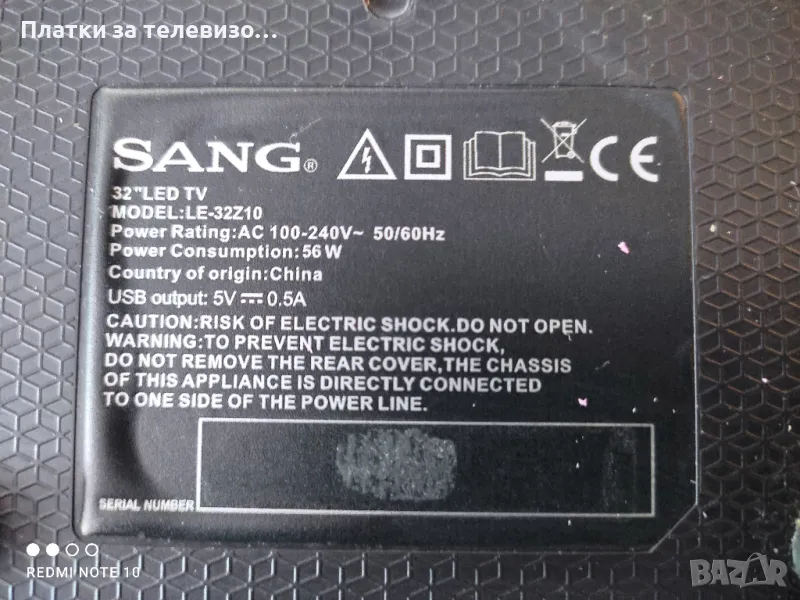 Платки за телевизо...
SANG®
32"LED TV
MODEL:LE-32Z10
Power Rating:AC 100-240V~ 50/60Hz
Power Consumption:56W
Country of origin:China
USB output: 5V⎓0.5A
CAUTION:RISK OF ELECTRIC SHOCK.DO NOT OPEN.
WARNING:TO PREVENT ELECTRIC SHOCK,
DO NOT REMOVE THE REAR COVER,THE CHASSIS
OF THIS APPLIANCE IS DIRECTLY CONNECTED
TO ONE SIDE OF THE POWER LINE.
SERIAL NUMBER
REDMI NOTE 10
BAZAR